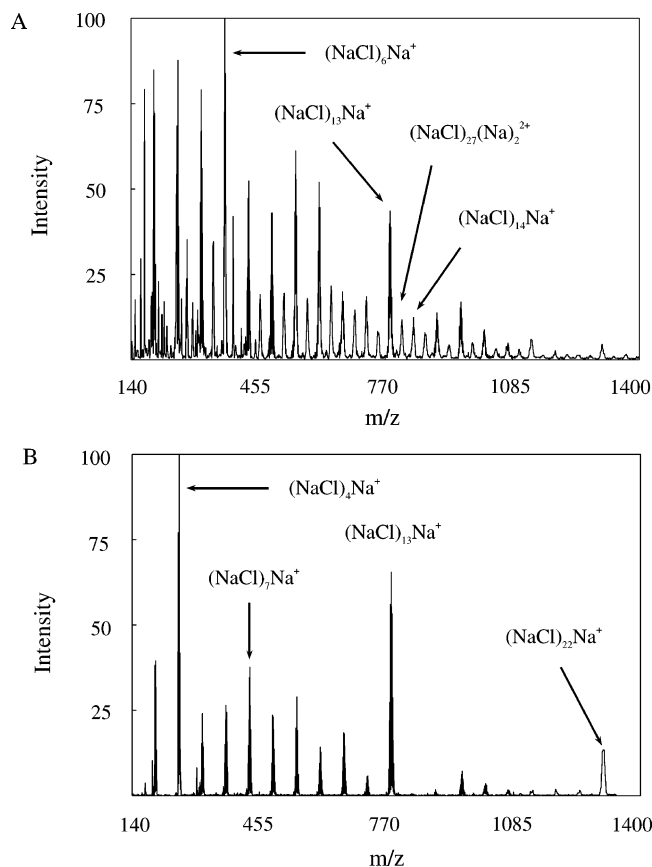 A
100
75
50
25
Intensity
(NaCl)₆Na⁺
(NaCl)₁₃Na⁺
(NaCl)₂₇(Na)₂²⁺
(NaCl)₁₄Na⁺
140 455 770 1085 1400
m/z
B
100
75
50
25
Intensity
(NaCl)₄Na⁺
(NaCl)₁₃Na⁺
(NaCl)₇Na⁺
(NaCl)₂₂Na⁺
140 455 770 1085 1400
m/z